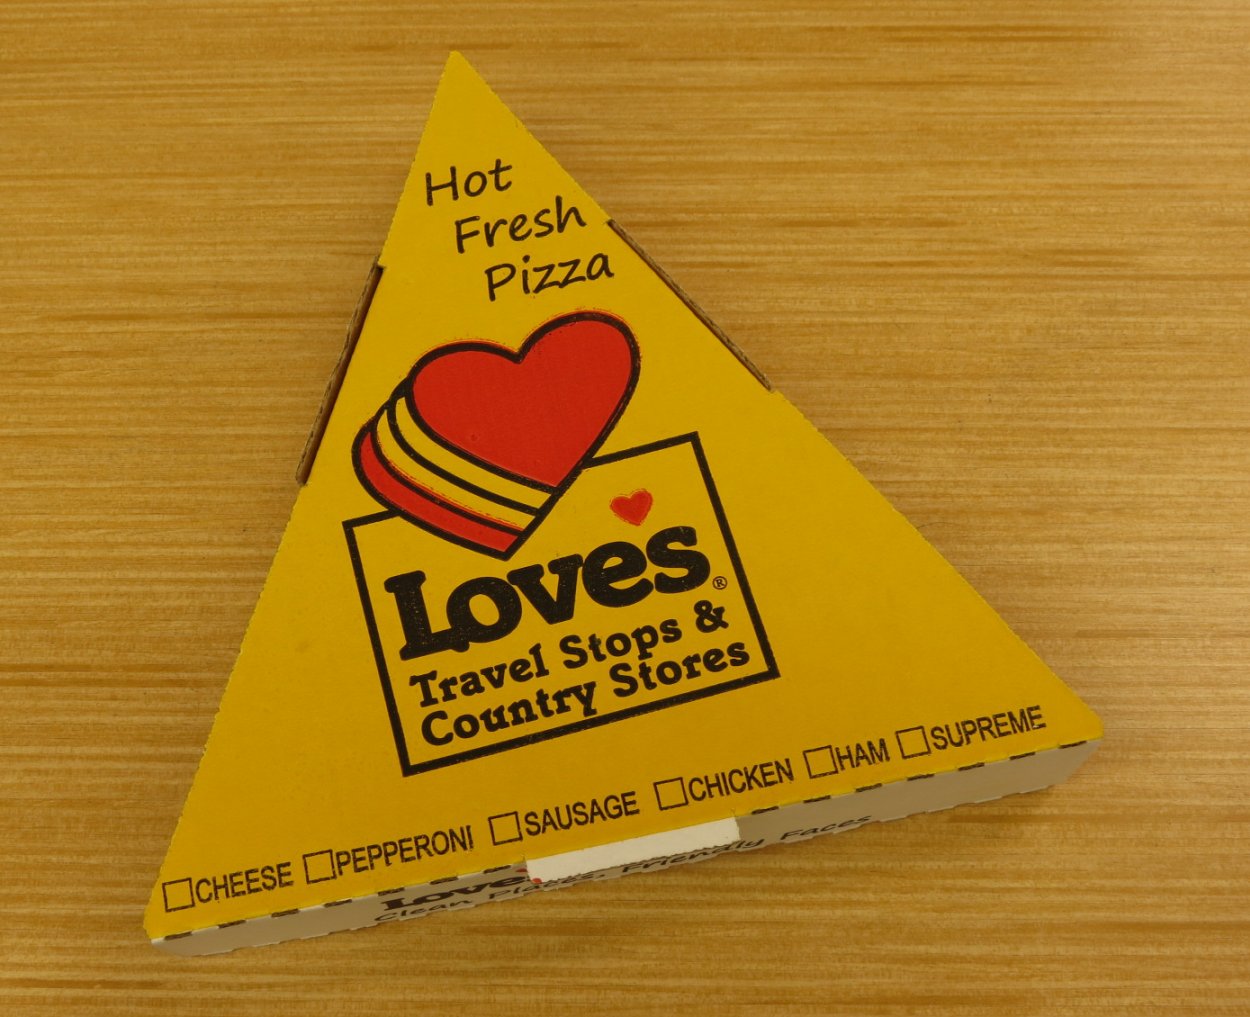 Hot
Fresh
Pizza
Love's®
Travel Stops &
Country Stores
CHEESE PEPPERONI SAUSAGE CHICKEN HAM SUPREME
Love's
Clean Places, Friendly Faces